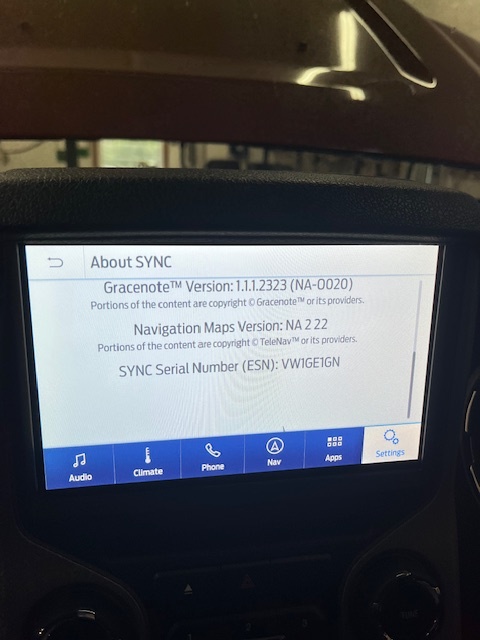 About SYNC
Gracenote™ Version: 1.1.1.2323 (NA-0020)
Portions of the content are copyright © Gracenote™ or its providers.
Navigation Maps Version: NA 2 22
Portions of the content are copyright © TeleNav™ or its providers.
SYNC Serial Number (ESN): VW1GE1GN
Audio
Climate
Phone
Nav
Apps
Settings